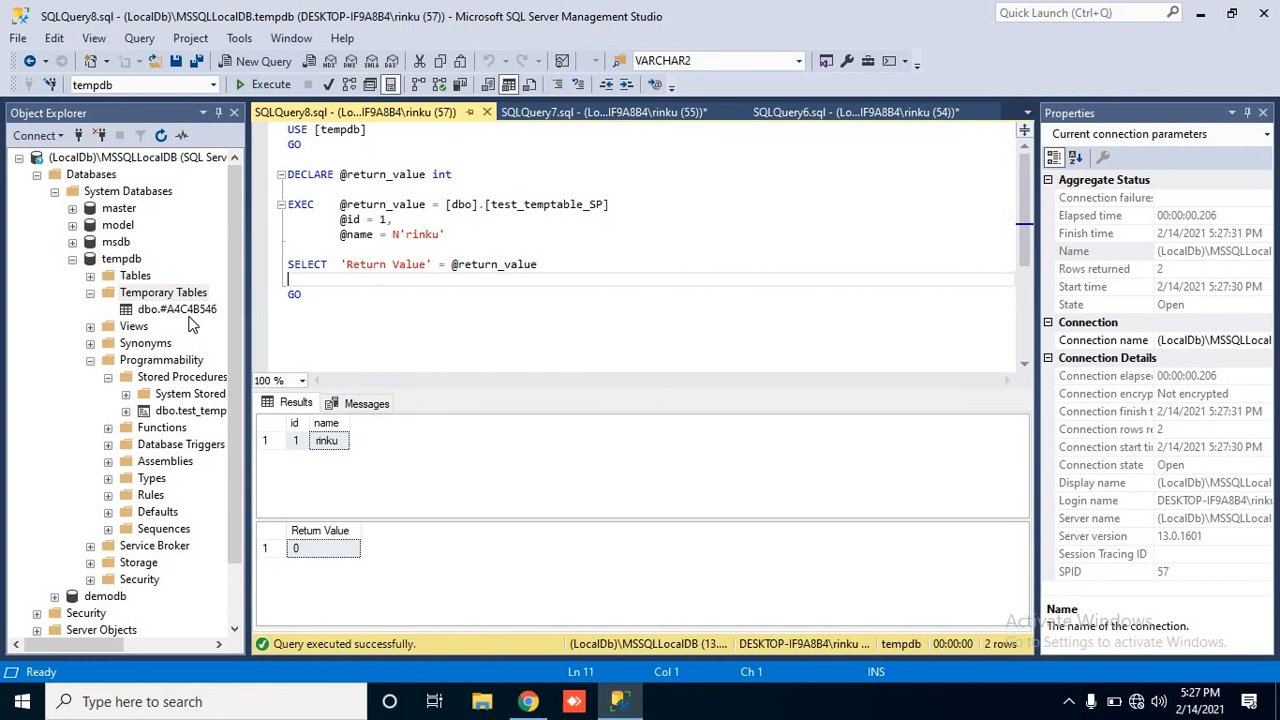 SQLQuery8.sql - (LocalDb)\MSSQLLocalDB.tempdb (DESKTOP-IF9A8B4\rinku (57)) - Microsoft SQL Server Management Studio
Quick Launch (Ctrl+Q)
File Edit View Query Project Tools Window Help
New Query
MDX DMX XMLA DAX
VARCHAR2
tempdb
Execute
Object Explorer
Connect
(LocalDb)\MSSQLLocalDB (SQL Serv
Databases
System Databases
master
model
msdb
tempdb
Tables
Temporary Tables
dbo.#A4C4B546
Views
Synonyms
Programmability
Stored Procedures
System Stored
dbo.test_temp
Functions
Database Triggers
Assemblies
Types
Rules
Defaults
Sequences
Service Broker
Storage
Security
demodb
Security
Server Objects
SQLQuery8.sql - (Lo...IF9A8B4\rinku (57))
SQLQuery7.sql - (Lo...IF9A8B4\rinku (55))*
SQLQuery6.sql - (Lo...IF9A8B4\rinku (54))*
USE [tempdb]
GO
DECLARE @return_value int
EXEC @return_value = [dbo].[test_temptable_SP]
@id = 1,
@name = N'rinku'
SELECT 'Return Value' = @return_value
GO
100 %
Results Messages
id name
1 1 rinku
Return Value
1 0
Query executed successfully.
(LocalDb)\MSSQLLocalDB (13....
DESKTOP-IF9A8B4\rinku ...
tempdb
00:00:00
2 rows
Properties
Current connection parameters
Aggregate Status
Connection failures
Elapsed time 00:00:00.206
Finish time 2/14/2021 5:27:31 PM
Name (LocalDb)\MSSQLLocal
Rows returned 2
Start time 2/14/2021 5:27:30 PM
State Open
Connection
Connection name (LocalDb)\MSSQLLocal
Connection Details
Connection elapse 00:00:00.206
Connection encryp Not encrypted
Connection finish t 2/14/2021 5:27:31 PM
Connection rows re 2
Connection start ti 2/14/2021 5:27:30 PM
Connection state Open
Display name (LocalDb)\MSSQLLocal
Login name DESKTOP-IF9A8B4\rinku
Server name (LocalDb)\MSSQLLocal
Server version 13.0.1601
Session Tracing ID
SPID 57
Name
The name of the connection.
Activate Windows
Go to Settings to activate Windows.
Ready
Ln 11
Col 1
Ch 1
INS
Type here to search
5:27 PM
2/14/2021